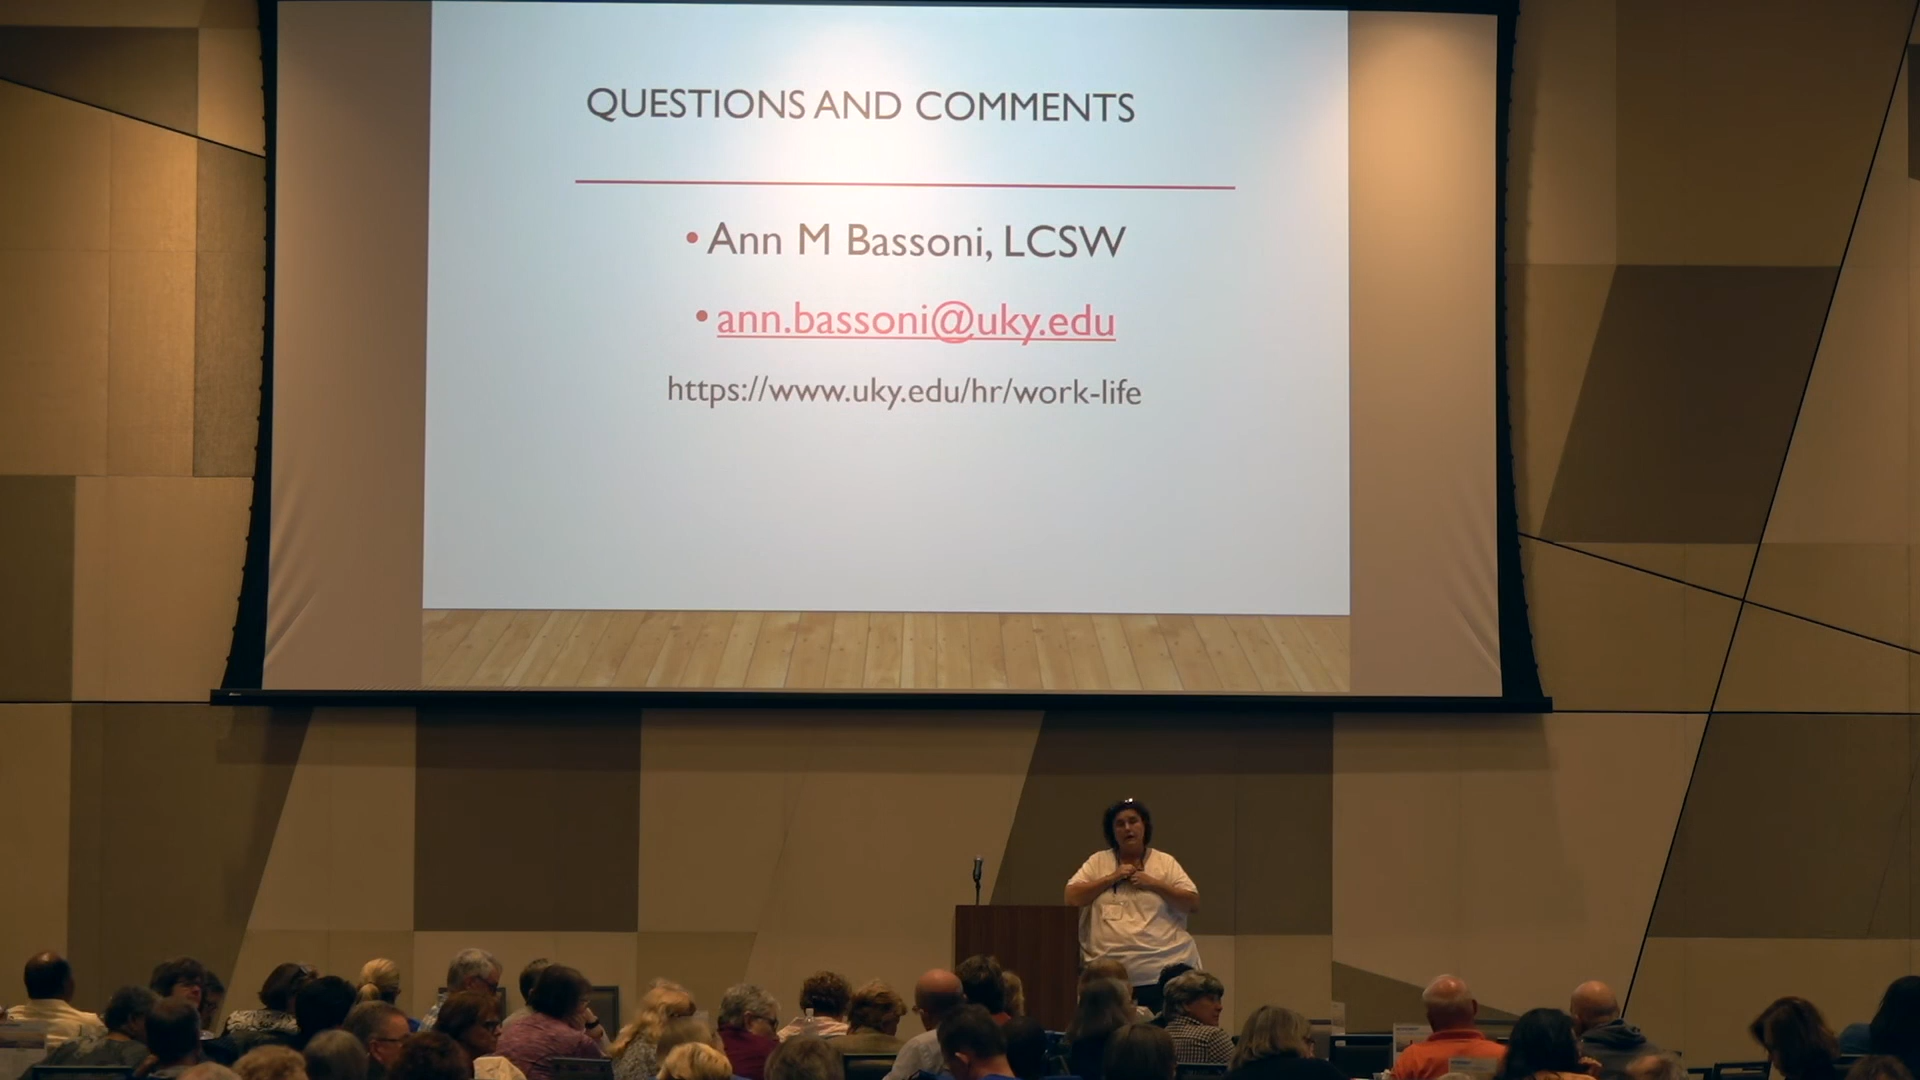 QUESTIONS AND COMMENTS
• Ann M Bassoni, LCSW
• ann.bassoni@uky.edu
https://www.uky.edu/hr/work-life